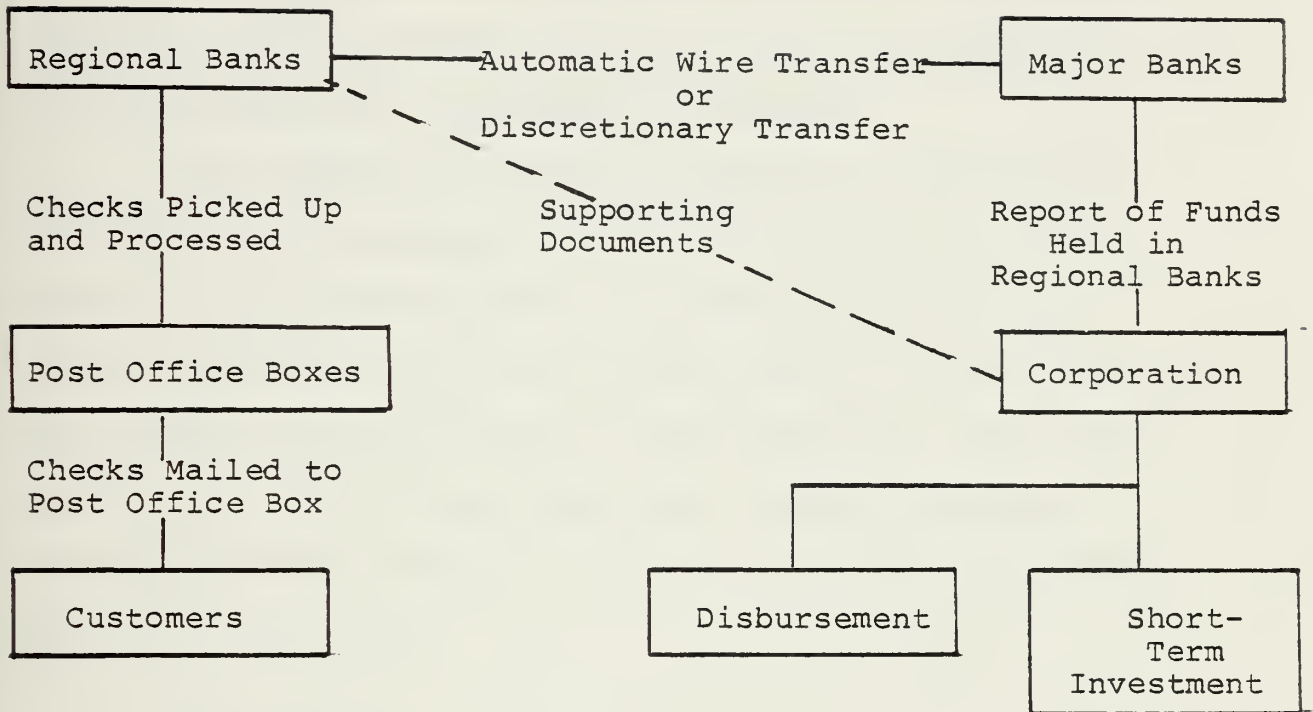 Regional Banks
Automatic Wire Transfer
or
Discretionary Transfer
Major Banks
Checks Picked Up
and Processed
Supporting
Documents
Report of Funds
Held in
Regional Banks
Post Office Boxes
Corporation
Checks Mailed to
Post Office Box
Customers
Disbursement
Short-
Term
Investment